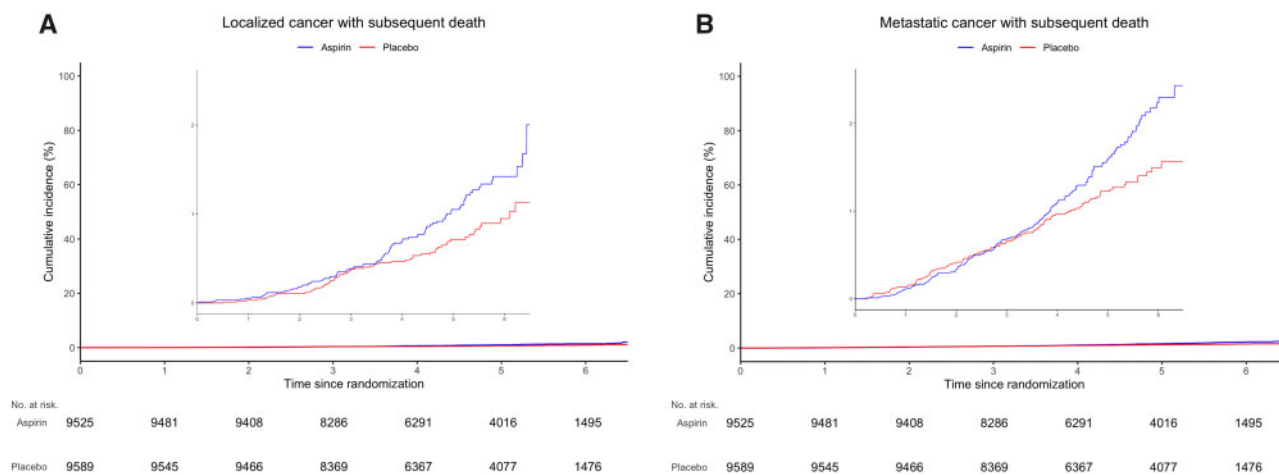 A
Localized cancer with subsequent death
Aspirin Placebo
100
80
60
40
20
0
Cumulative incidence (%)
2
1
0
0 1 2 3 4 5 6
0 1 2 3 4 5 6
Time since randomization
No. at risk.
Aspirin 9525 9481 9408 8286 6291 4016 1495
Placebo 9589 9545 9466 8369 6367 4077 1476
B
Metastatic cancer with subsequent death
Aspirin Placebo
100
80
60
40
20
0
Cumulative incidence (%)
2
1
0
0 1 2 3 4 5 6
0 1 2 3 4 5 6
Time since randomization
No. at risk.
Aspirin 9525 9481 9408 8286 6291 4016 1495
Placebo 9589 9545 9466 8369 6367 4077 1476